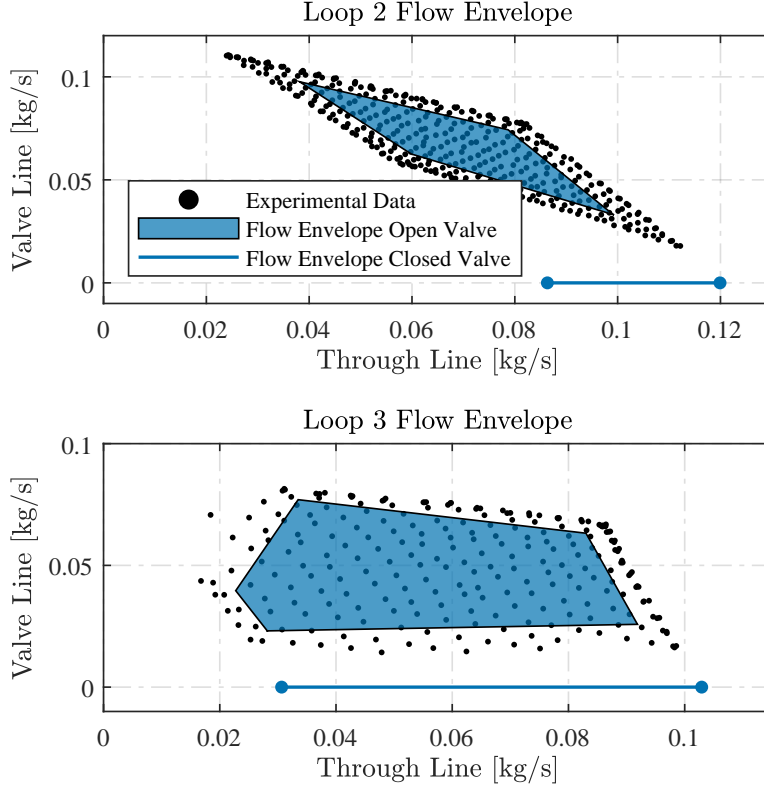 Loop 2 Flow Envelope
Valve Line [kg/s]
0.1
0.05
0
Experimental Data
Flow Envelope Open Valve
Flow Envelope Closed Valve
0 0.02 0.04 0.06 0.08 0.1 0.12
Through Line [kg/s]
Loop 3 Flow Envelope
Valve Line [kg/s]
0.1
0.05
0
0 0.02 0.04 0.06 0.08 0.1
Through Line [kg/s]